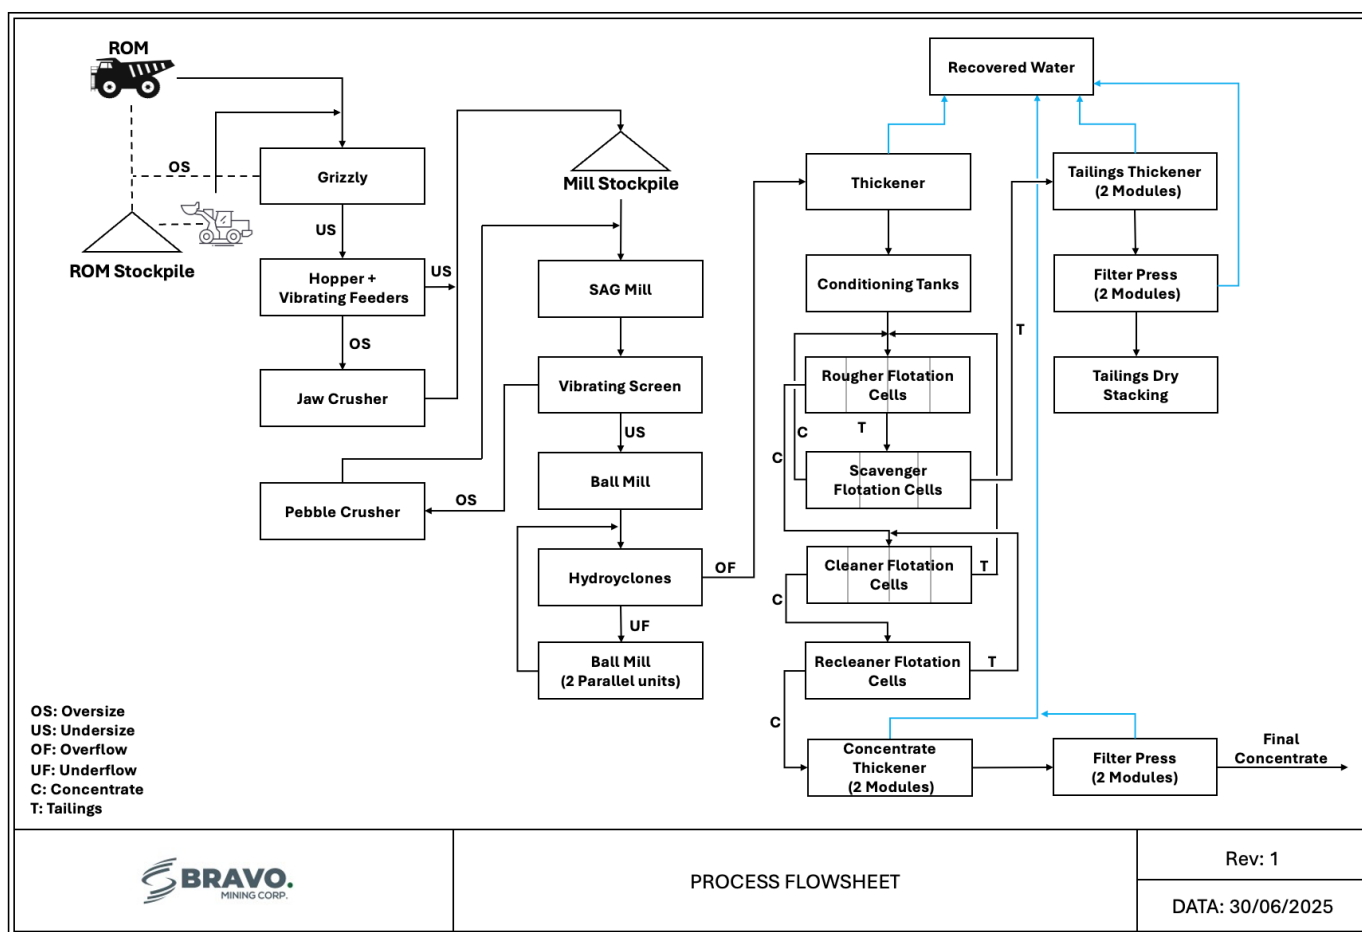 ROM
OS
Grizzly
US
ROM Stockpile
Hopper +
Vibrating Feeders
US
OS
Jaw Crusher
Pebble Crusher
OS
Mill Stockpile
SAG Mill
Vibrating Screen
US
Ball Mill
Hydroyclones
OF
UF
Ball Mill
(2 Parallel units)
Recovered Water
Thickener
Conditioning Tanks
Rougher Flotation
Cells
C
T
C
Scavenger
Flotation Cells
T
Cleaner Flotation
Cells
T
C
Recleaner Flotation
Cells
T
C
Concentrate
Thickener
(2 Modules)
Filter Press
(2 Modules)
Final
Concentrate
Tailings Thickener
(2 Modules)
Filter Press
(2 Modules)
Tailings Dry
Stacking
OS: Oversize
US: Undersize
OF: Overflow
UF: Underflow
C: Concentrate
T: Tailings
BRAVO.
MINING CORP.
PROCESS FLOWSHEET
Rev: 1
DATA: 30/06/2025